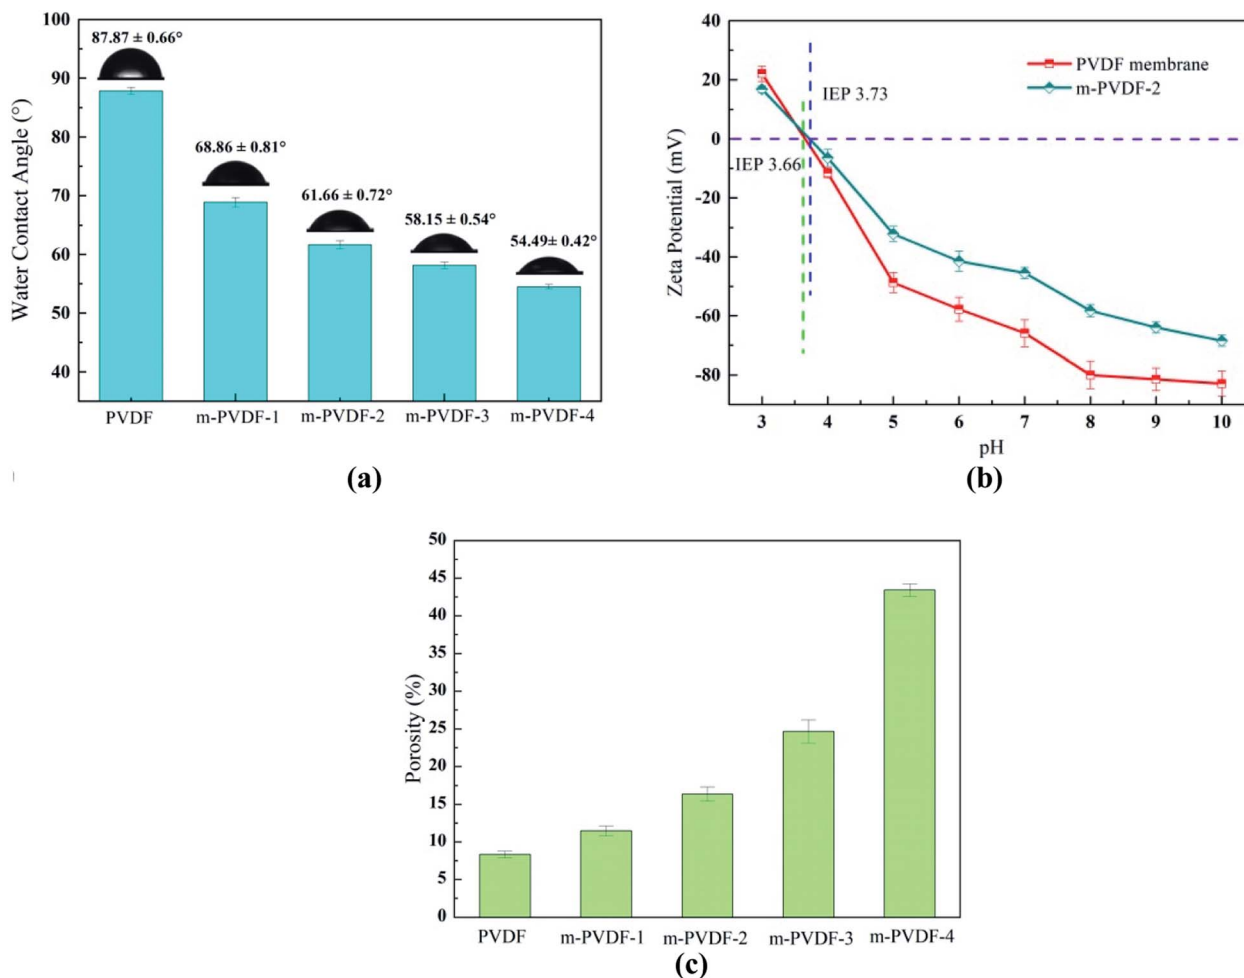 100
90
80
70
60
50
40
Water Contact Angle (°)
87.87 ± 0.66°
68.86 ± 0.81°
61.66 ± 0.72°
58.15 ± 0.54°
54.49± 0.42°
PVDF
m-PVDF-1
m-PVDF-2
m-PVDF-3
m-PVDF-4
(a)
40
20
0
-20
-40
-60
-80
Zeta Potential (mV)
PVDF membrane
m-PVDF-2
IEP 3.73
IEP 3.66
3 4 5 6 7 8 9 10
pH
(b)
50
45
40
35
30
25
20
15
10
5
0
Porosity (%)
PVDF
m-PVDF-1
m-PVDF-2
m-PVDF-3
m-PVDF-4
(c)